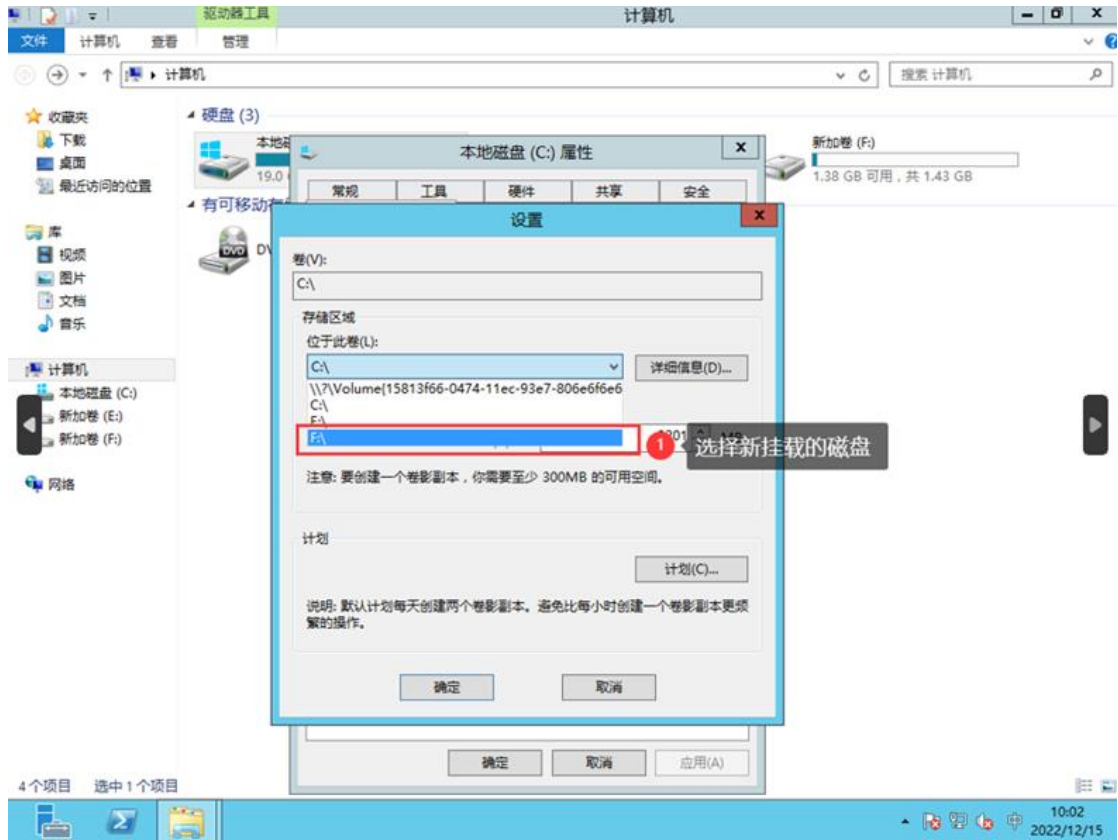 驱动器工具
计算机
文件
计算机
查看
管理
计算机
搜索 计算机
收藏夹
下载
桌面
最近访问的位置
库
视频
图片
文档
音乐
计算机
本地磁盘 (C:)
新加卷 (E:)
新加卷 (F:)
网络
硬盘 (3)
19.0
新加卷 (F:)
1.38 GB 可用，共 1.43 GB
有可移动
DVD
本地磁盘 (C:) 属性
x
常规
工具
硬件
共享
安全
设置
x
卷(V):
C:\
存储区域
位于此卷(L):
C:\
详细信息(D)...
\\?\Volume{15813f66-0474-11ec-93e7-806e6f6e6
C:\
E:\
F:\
1
选择新挂载的磁盘
注意: 要创建一个卷影副本，你需要至少 300MB 的可用空间。
计划
计划(C)...
说明: 默认计划每天创建两个卷影副本。避免比每小时创建一个卷影副本更频
繁的操作。
确定
取消
确定
取消
应用(A)
4 个项目
选中 1 个项目
中
10:02
2022/12/15